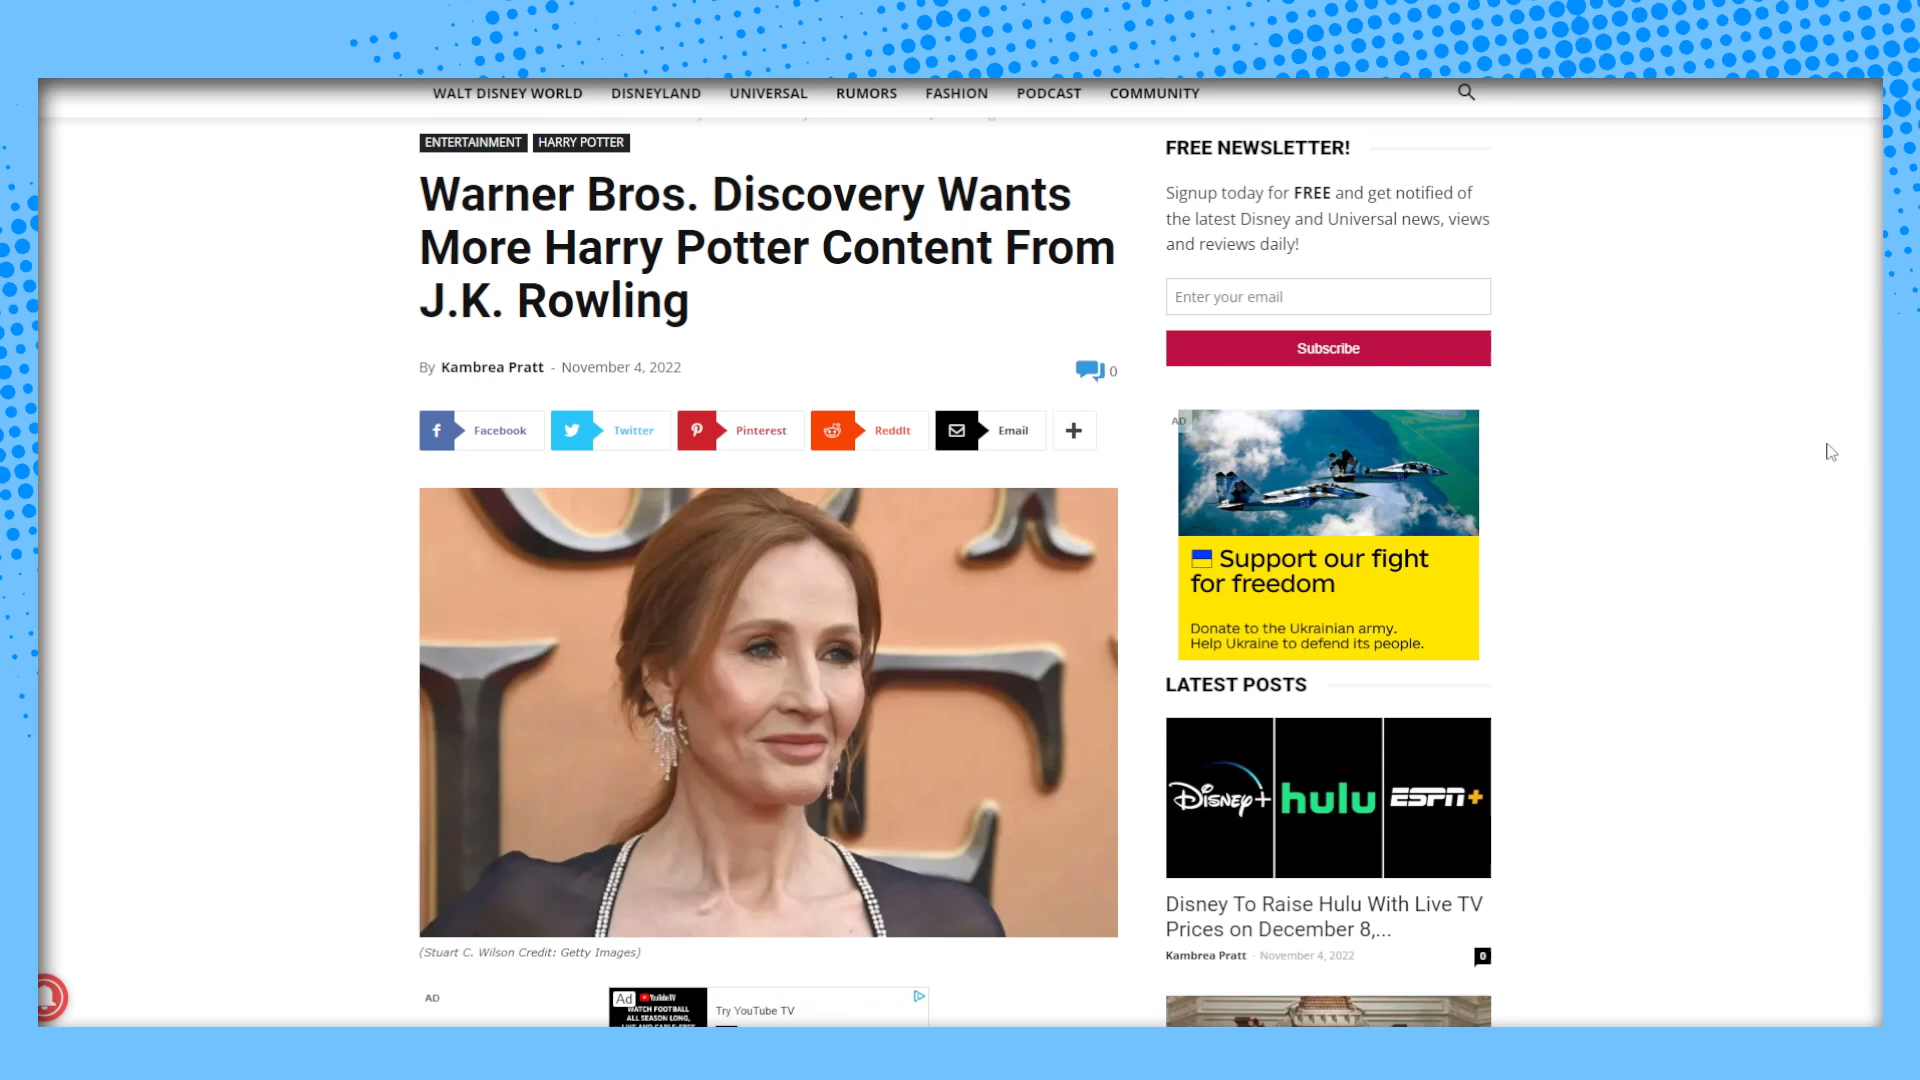 WALT DISNEY WORLD DISNEYLAND UNIVERSAL RUMORS FASHION PODCAST COMMUNITY
ENTERTAINMENT HARRY POTTER
Warner Bros. Discovery Wants
More Harry Potter Content From
J.K. Rowling
By Kambrea Pratt - November 4, 2022
0
Facebook Twitter Pinterest ReddIt Email
(Stuart C. Wilson Credit: Getty Images)
AD
Ad YouTube TV
WATCH FOOTBALL
ALL SEASON LONG,
Try YouTube TV
FREE NEWSLETTER!
Signup today for FREE and get notified of
the latest Disney and Universal news, views
and reviews daily!
Enter your email
Subscribe
AD
Support our fight
for freedom
Donate to the Ukrainian army.
Help Ukraine to defend its people.
LATEST POSTS
Disney+ hulu ESPN+
Disney To Raise Hulu With Live TV
Prices on December 8,...
Kambrea Pratt - November 4, 2022
0